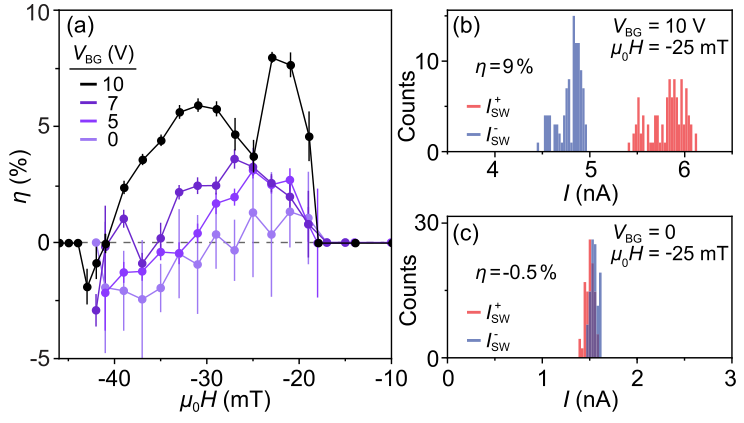 (a)
V_BG (V)
10
7
5
0
10
5
0
-5
η (%)
-40
-30
-20
-10
μ₀H (mT)
(b)
V_BG = 10 V
μ₀H = -25 mT
η = 9 %
I⁺_SW
I⁻_SW
10
0
Counts
4
5
6
I (nA)
(c)
V_BG = 0
μ₀H = -25 mT
η = -0.5 %
I⁺_SW
I⁻_SW
30
0
Counts
0
1
2
3
I (nA)